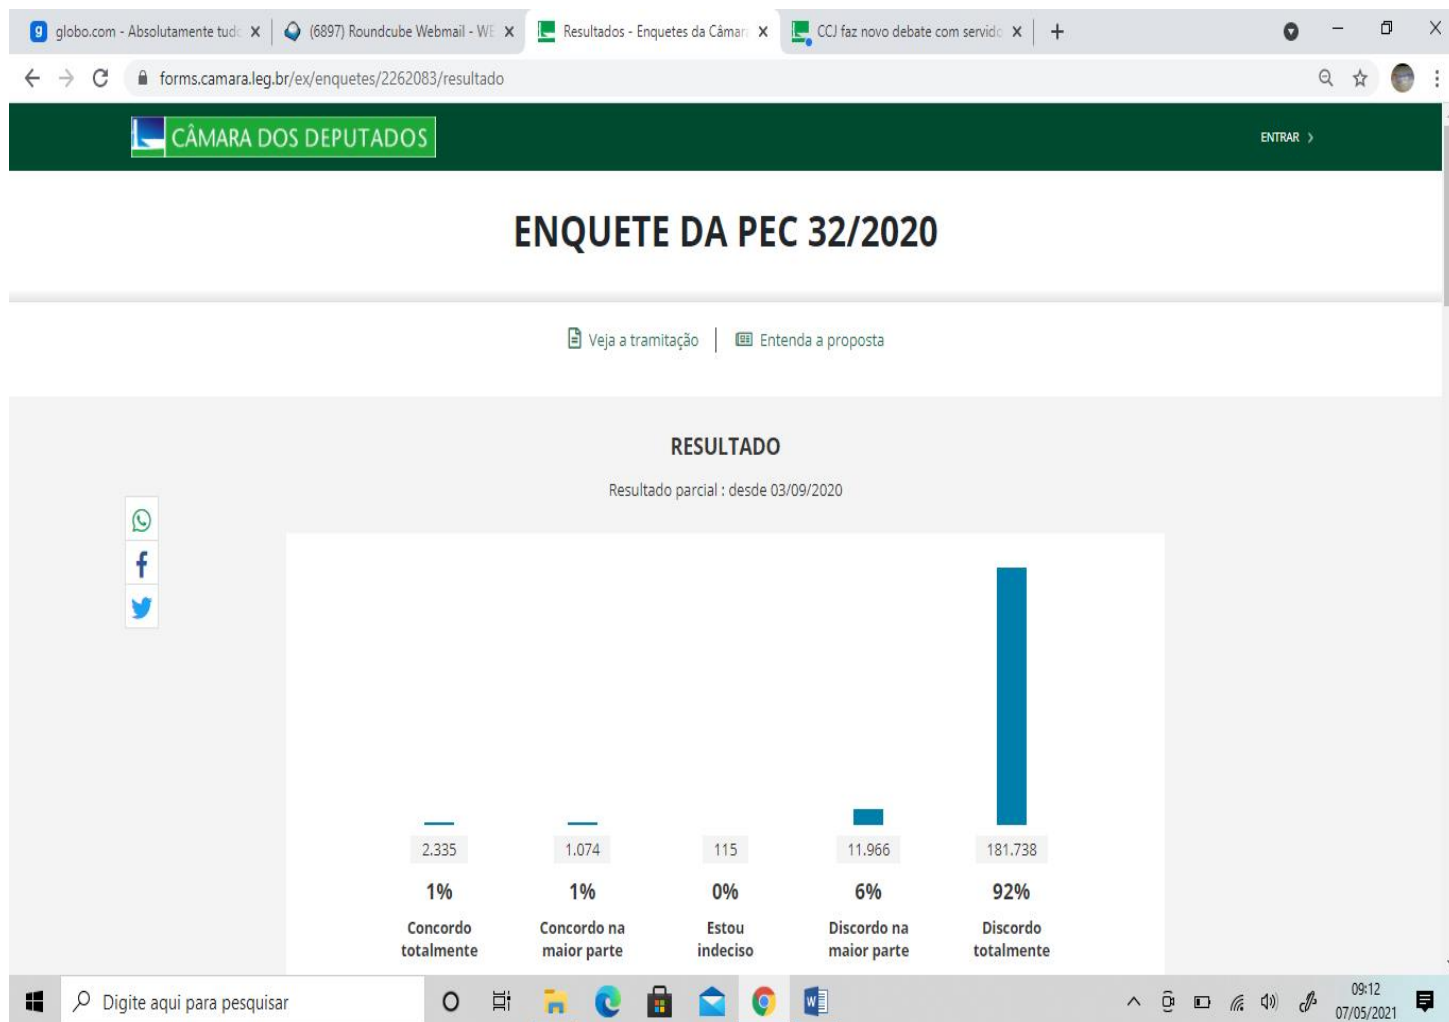 globo.com - Absolutamente tudo
(6897) Roundcube Webmail - WE
Resultados - Enquetes da Câmar
CCJ faz novo debate com servido
forms.camara.leg.br/ex/enquetes/2262083/resultado
CÂMARA DOS DEPUTADOS
ENTRAR >
ENQUETE DA PEC 32/2020
Veja a tramitação | Entenda a proposta
RESULTADO
Resultado parcial : desde 03/09/2020
2.335 1.074 115 11.966 181.738
1% 1% 0% 6% 92%
Concordo totalmente
Concordo na maior parte
Estou indeciso
Discordo na maior parte
Discordo totalmente
Digite aqui para pesquisar
09:12
07/05/2021